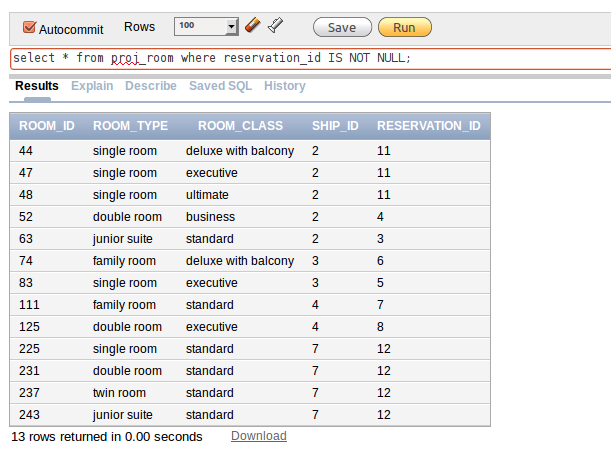 Autocommit Rows 100 Save Run
select * from proj_room where reservation_id IS NOT NULL;
Results Explain Describe Saved SQL History
ROOM_ID ROOM_TYPE ROOM_CLASS SHIP_ID RESERVATION_ID
44 single room deluxe with balcony 2 11
47 single room executive 2 11
48 single room ultimate 2 11
52 double room business 2 4
63 junior suite standard 2 3
74 family room deluxe with balcony 3 6
83 single room executive 3 5
111 family room standard 4 7
125 double room executive 4 8
225 single room standard 7 12
231 double room standard 7 12
237 twin room standard 7 12
243 junior suite standard 7 12
13 rows returned in 0.00 seconds Download